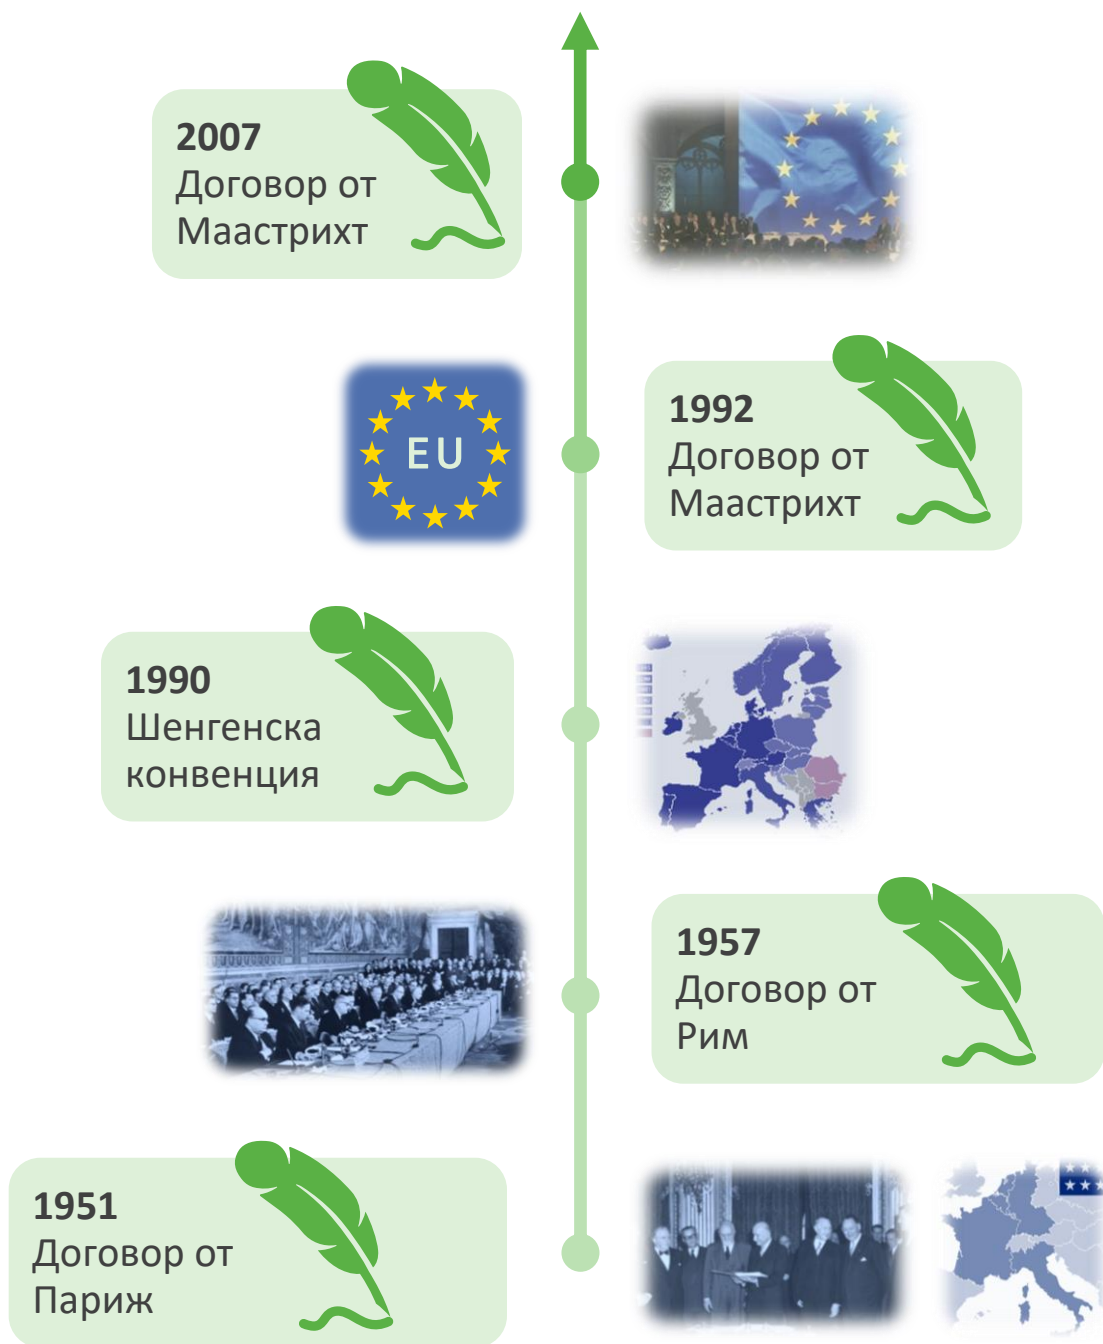 2007
Договор от
Маастрихт
EU
1992
Договор от
Маастрихт
1990
Шенгенска
конвенция
1957
Договор от
Рим
1951
Договор от
Париж